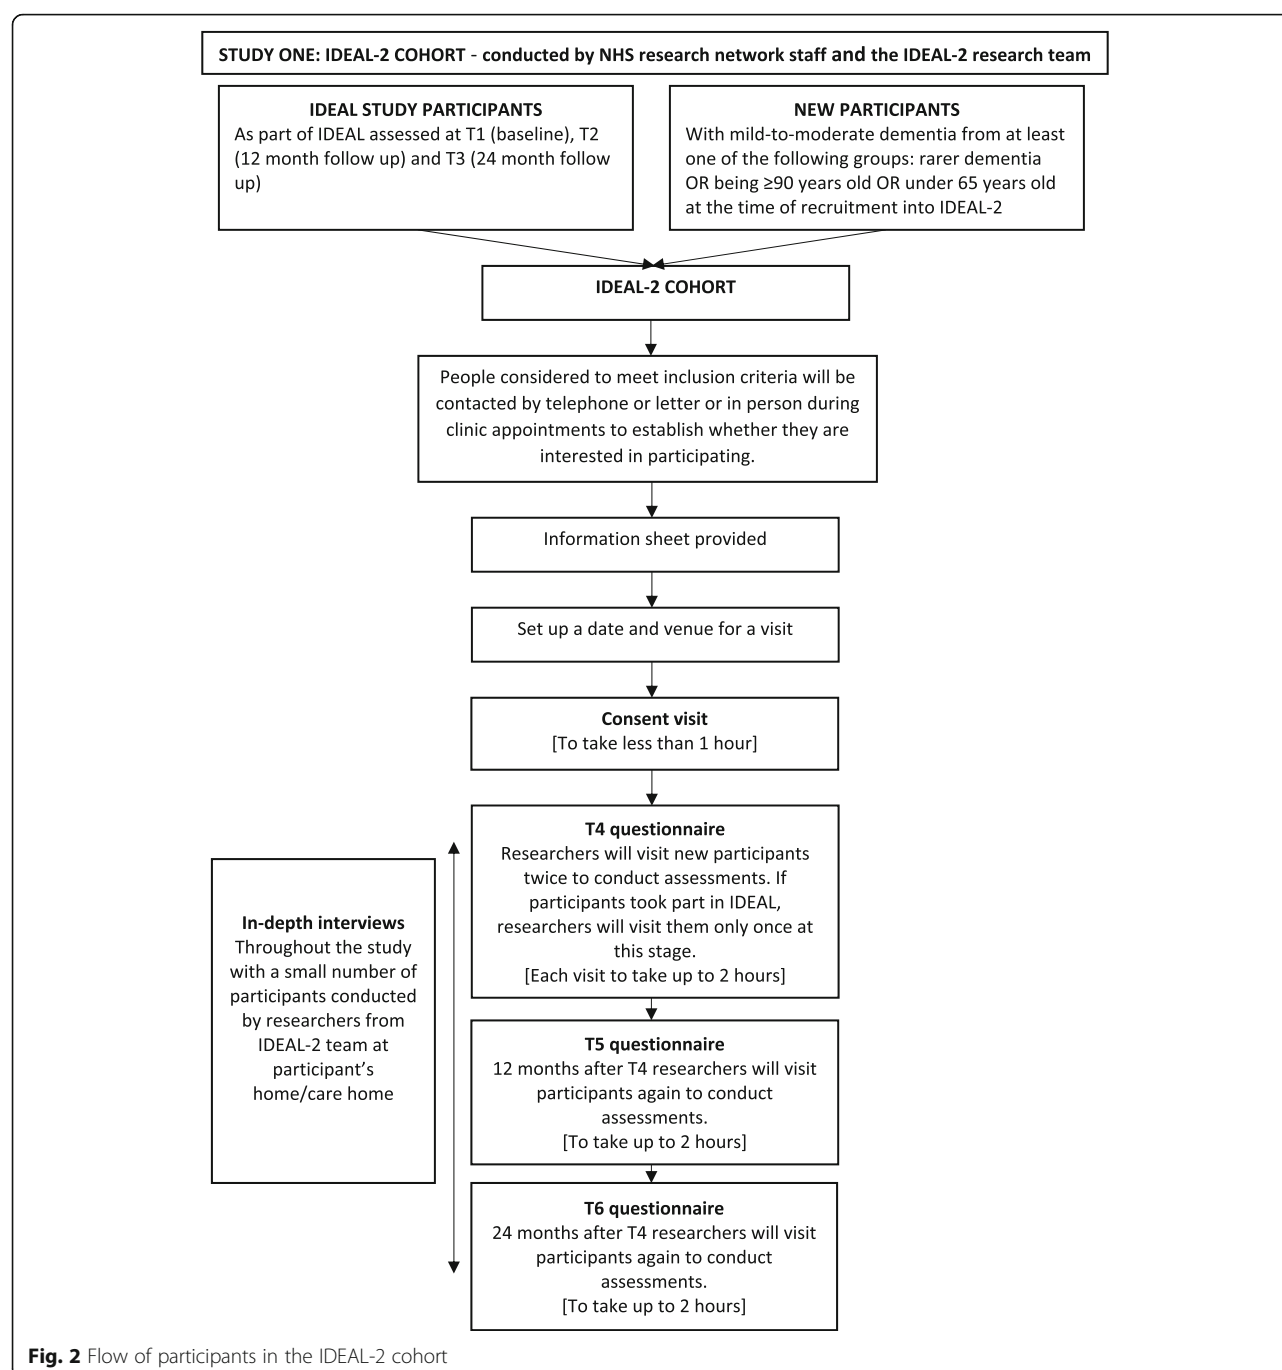 STUDY ONE: IDEAL-2 COHORT - conducted by NHS research network staff and the IDEAL-2 research team
IDEAL STUDY PARTICIPANTS
As part of IDEAL assessed at T1 (baseline), T2
(12 month follow up) and T3 (24 month follow
up)
NEW PARTICIPANTS
With mild-to-moderate dementia from at least
one of the following groups: rarer dementia
OR being ≥90 years old OR under 65 years old
at the time of recruitment into IDEAL-2
IDEAL-2 COHORT
People considered to meet inclusion criteria will be
contacted by telephone or letter or in person during
clinic appointments to establish whether they are
interested in participating.
Information sheet provided
Set up a date and venue for a visit
Consent visit
[To take less than 1 hour]
T4 questionnaire
Researchers will visit new participants
twice to conduct assessments. If
participants took part in IDEAL,
researchers will visit them only once at
this stage.
[Each visit to take up to 2 hours]
In-depth interviews
Throughout the study
with a small number of
participants conducted
by researchers from
IDEAL-2 team at
participant's
home/care home
T5 questionnaire
12 months after T4 researchers will visit
participants again to conduct
assessments.
[To take up to 2 hours]
T6 questionnaire
24 months after T4 researchers will visit
participants again to conduct
assessments.
[To take up to 2 hours]
Fig. 2 Flow of participants in the IDEAL-2 cohort